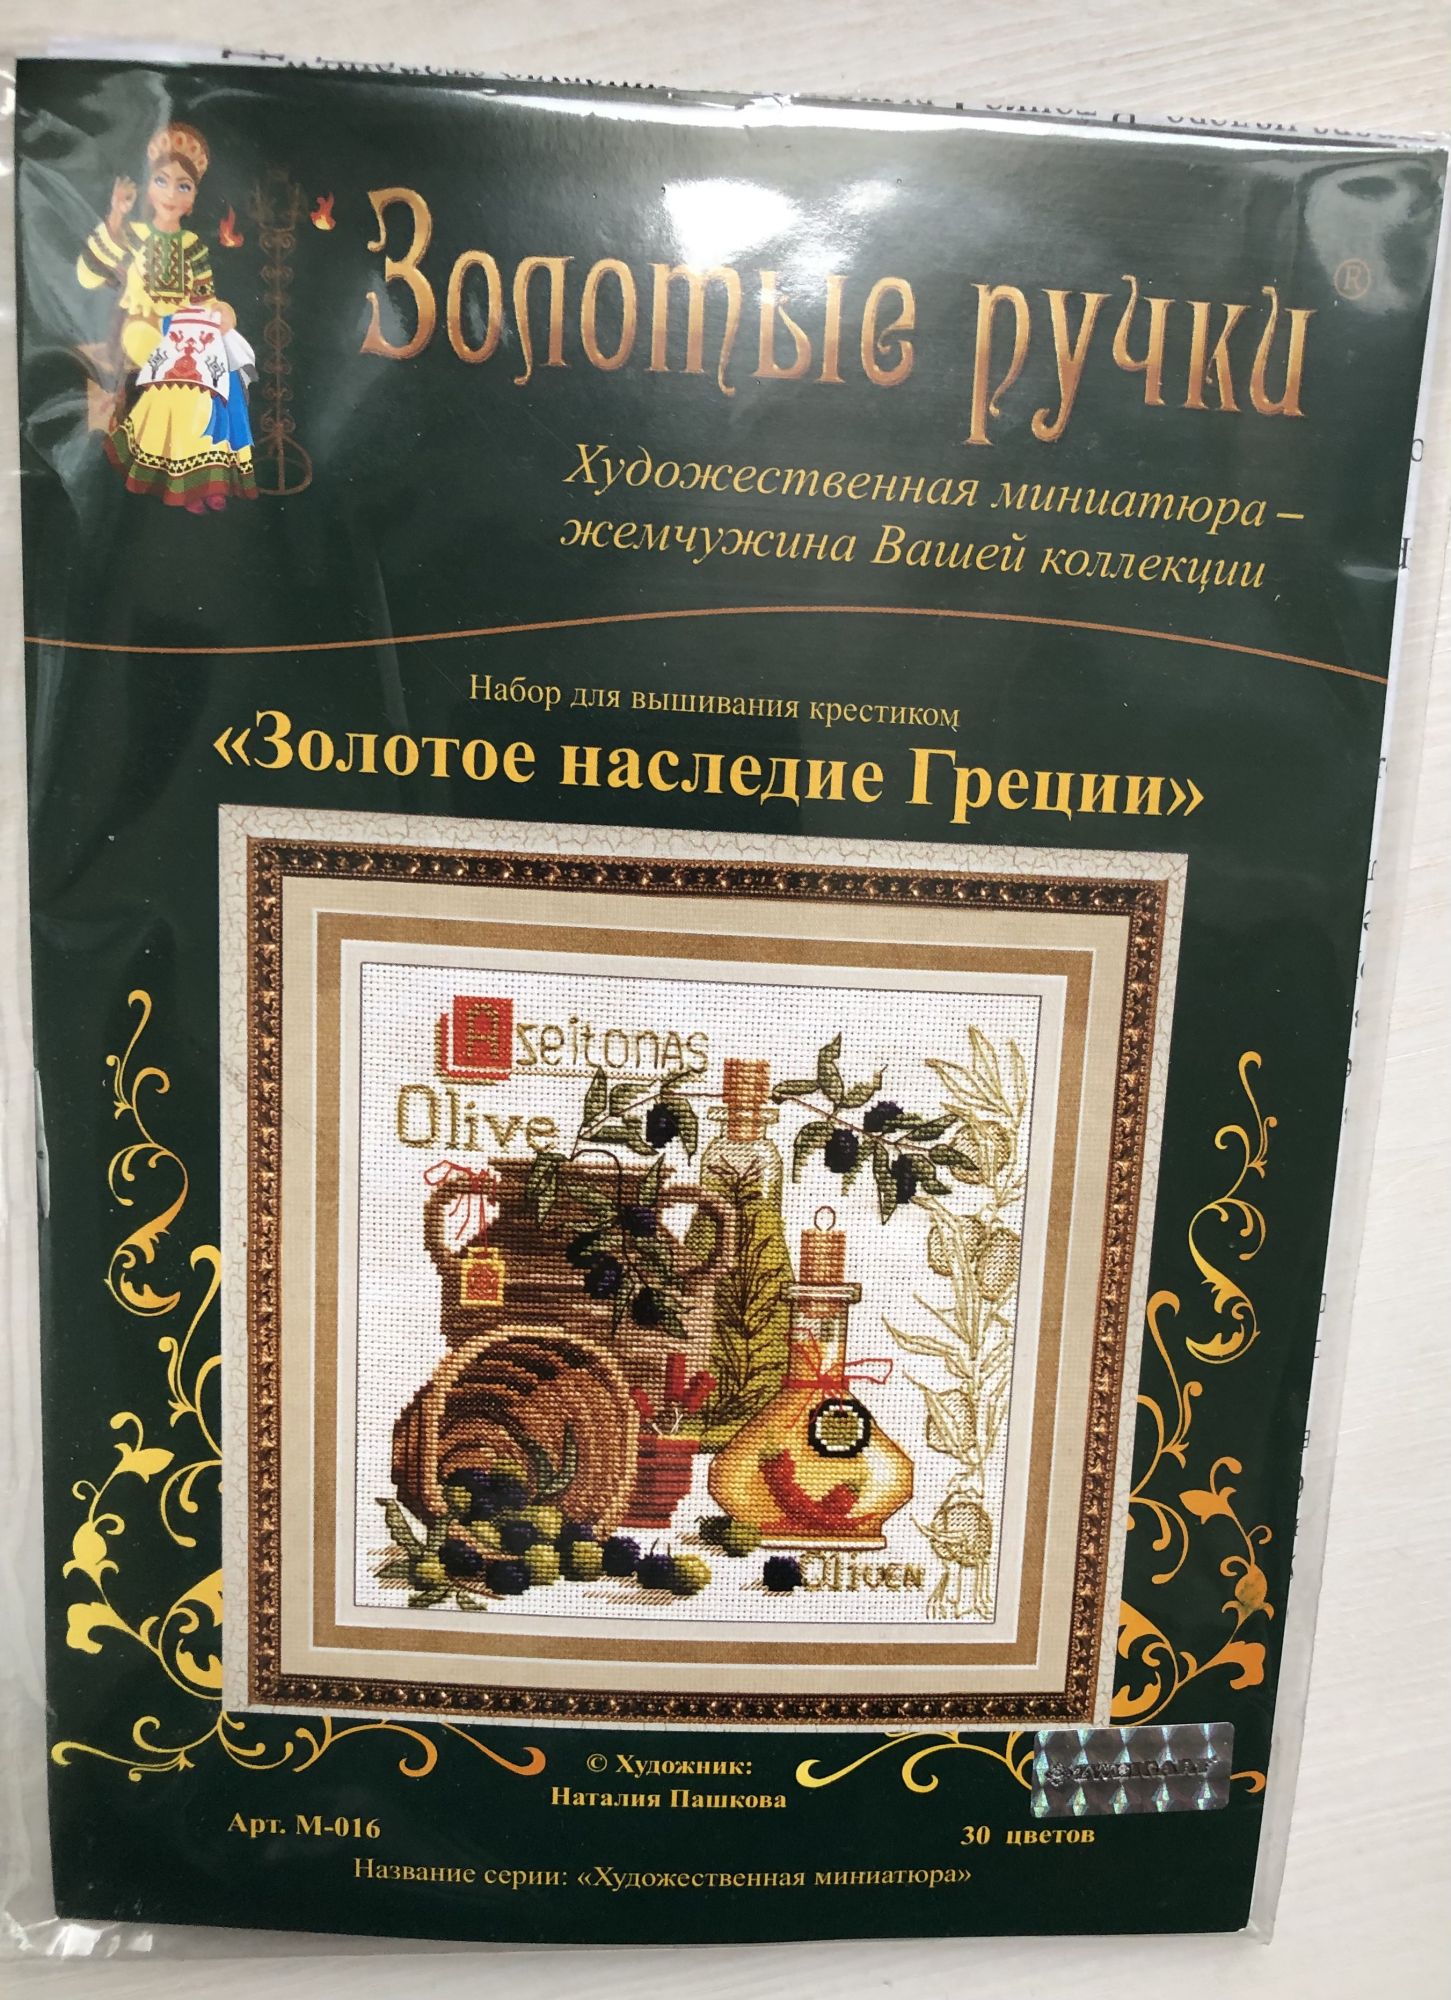 Золотые ручки ®
Художественная миниатюра –
жемчужина Вашей коллекции
Набор для вышивания крестиком
«Золотое наследие Греции»
Azeitonas
Olive
Oliven
© Художник:
Наталия Пашкова
Арт. М-016
30 цветов
Название серии: «Художественная миниатюра»